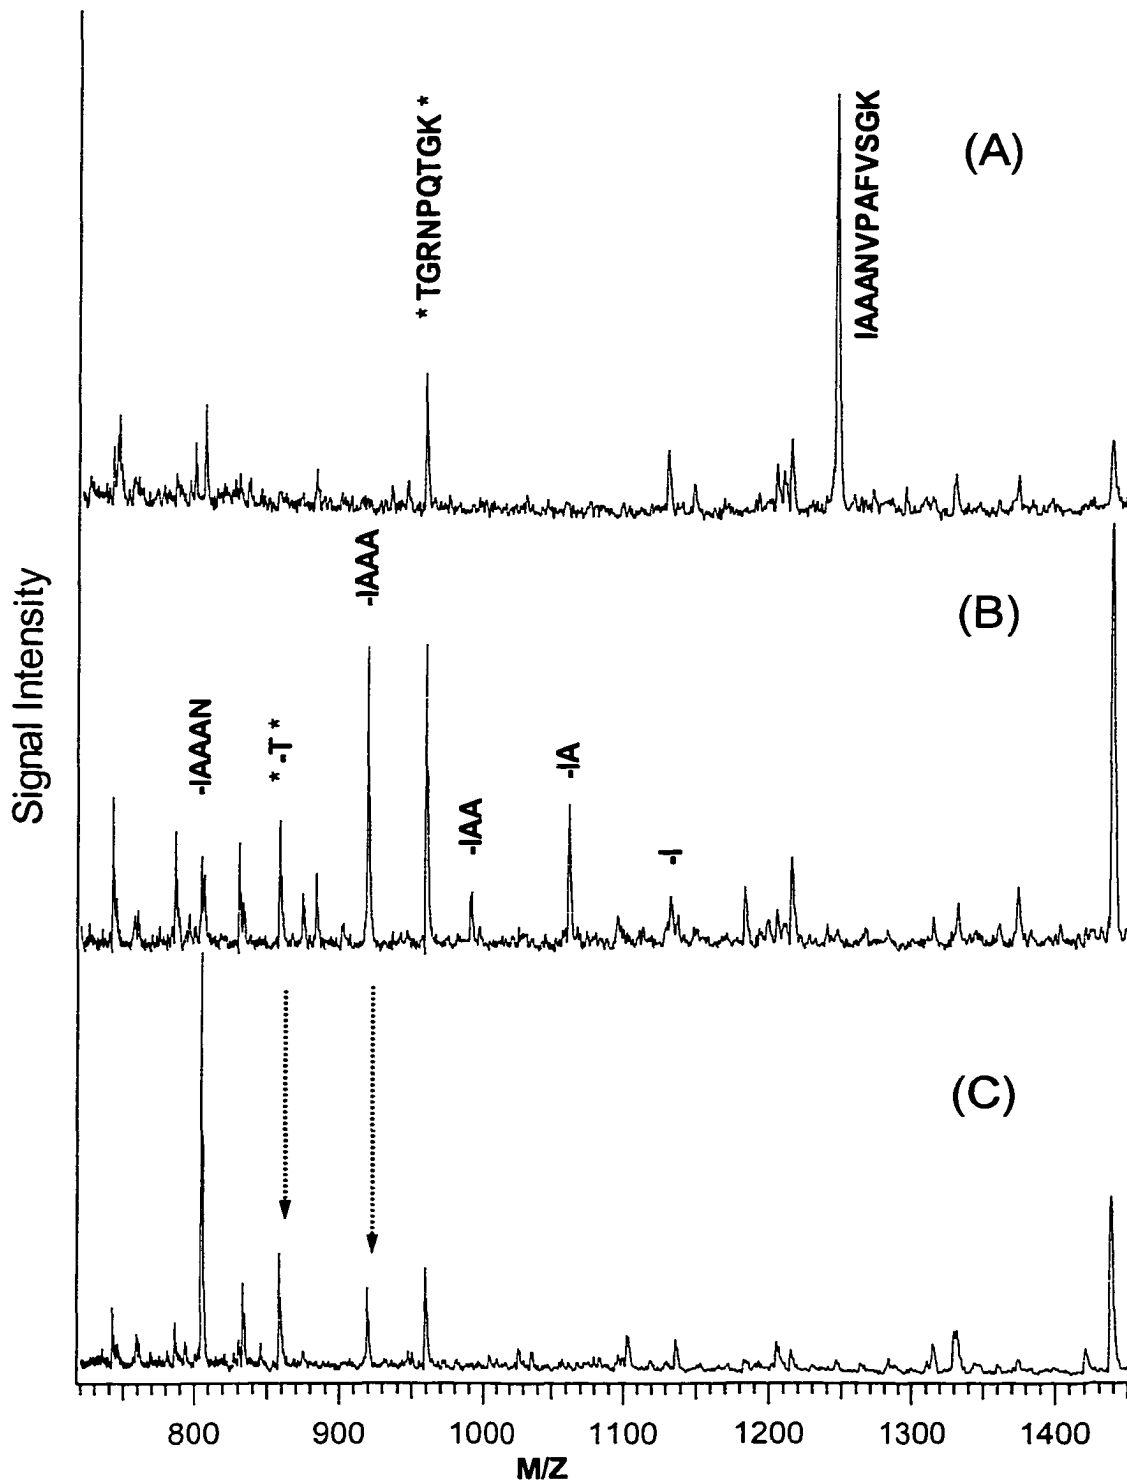 (A)
* TGRNPQTGK *
IAAANVPAFVSGK
(B)
-IAAAN
* -T *
-IAAA
-IAA
-IA
-I
(C)
Signal Intensity
800 900 1000 1100 1200 1300 1400
M/Z